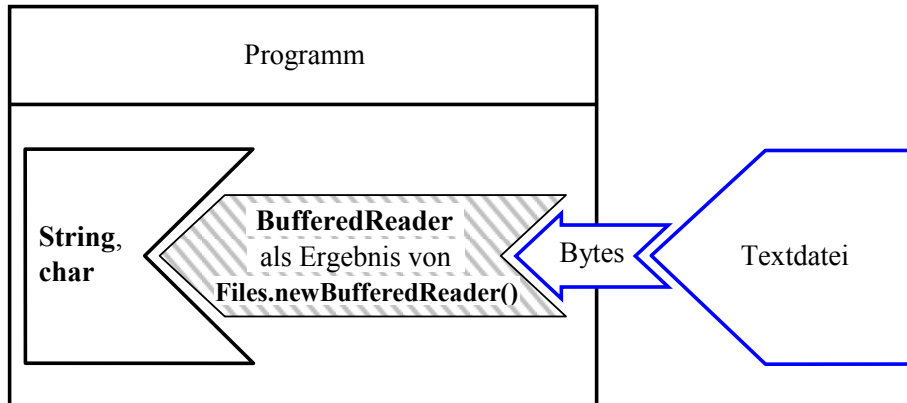 Programm
String,
char
BufferedReader
als Ergebnis von
Files.newBufferedReader()
Bytes
Textdatei